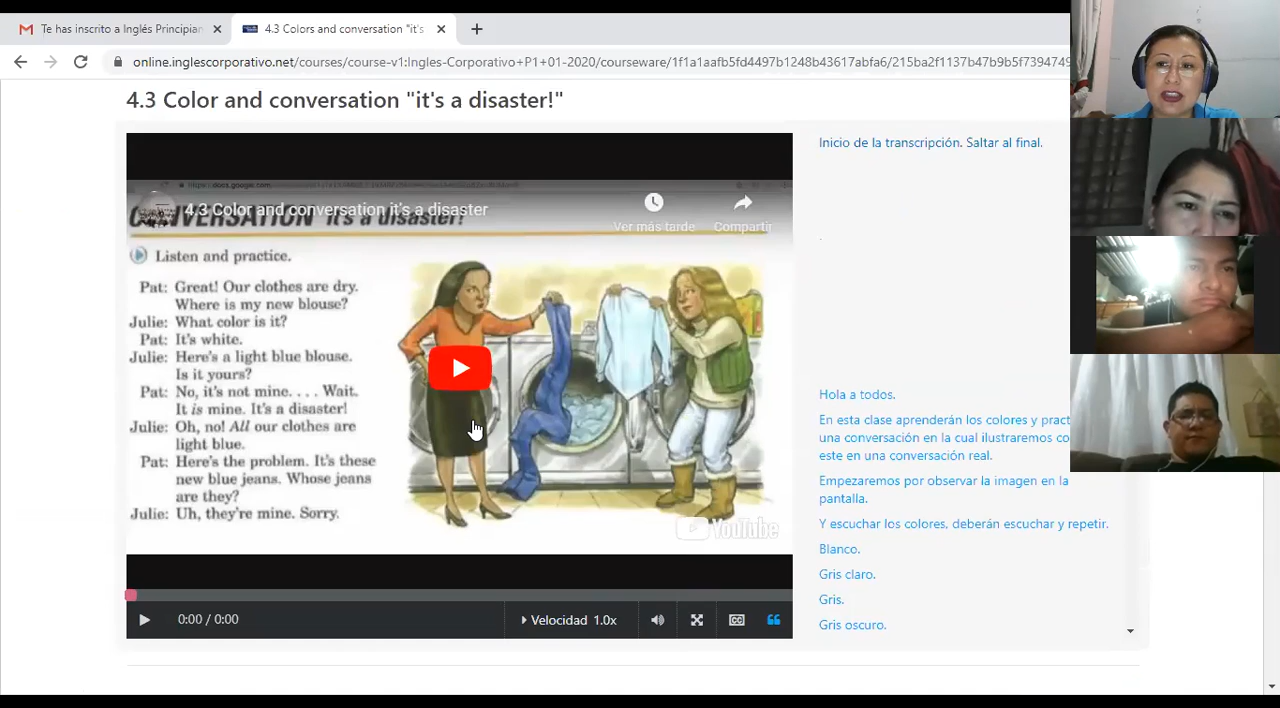 Te has inscrito a Inglés Principian
4.3 Colors and conversation "it's
online.inglescorporativo.net/courses/course-v1:Ingles-Corporativo+P1+01-2020/courseware/1f1a1aafb5fd4497b1248b43617abfa6/215ba2f1137b47b9b5f7394749
4.3 Color and conversation "it's a disaster!"
4.3 Color and conversation it's a disaster
CONVERSATION it's a disaster!
Ver más tarde
Compartir
Listen and practice.
Pat: Great! Our clothes are dry.
Where is my new blouse?
Julie: What color is it?
Pat: It's white.
Julie: Here's a light blue blouse.
Is it yours?
Pat: No, it's not mine. . . . Wait.
It is mine. It's a disaster!
Julie: Oh, no! All our clothes are
light blue.
Pat: Here's the problem. It's these
new blue jeans. Whose jeans
are they?
Julie: Uh, they're mine. Sorry.
YouTube
0:00 / 0:00
Velocidad 1.0x
Inicio de la transcripción. Saltar al final.
.
Hola a todos.
En esta clase aprenderán los colores y pract
una conversación en la cual ilustraremos co
este en una conversación real.
Empezaremos por observar la imagen en la
pantalla.
Y escuchar los colores, deberán escuchar y repetir.
Blanco.
Gris claro.
Gris.
Gris oscuro.